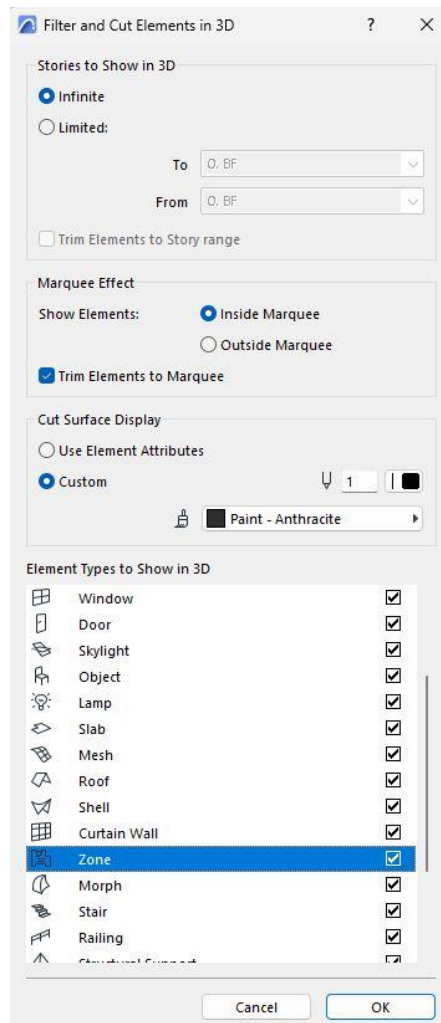 Filter and Cut Elements in 3D ?
Stories to Show in 3D
Infinite
Limited:
To 0. BF
From 0. BF
Trim Elements to Story range
Marquee Effect
Show Elements: Inside Marquee
Outside Marquee
Trim Elements to Marquee
Cut Surface Display
Use Element Attributes
Custom 1
Paint - Anthracite
Element Types to Show in 3D
Window
Door
Skylight
Object
Lamp
Slab
Mesh
Roof
Shell
Curtain Wall
Zone
Morph
Stair
Railing
Structural Support
Cancel OK